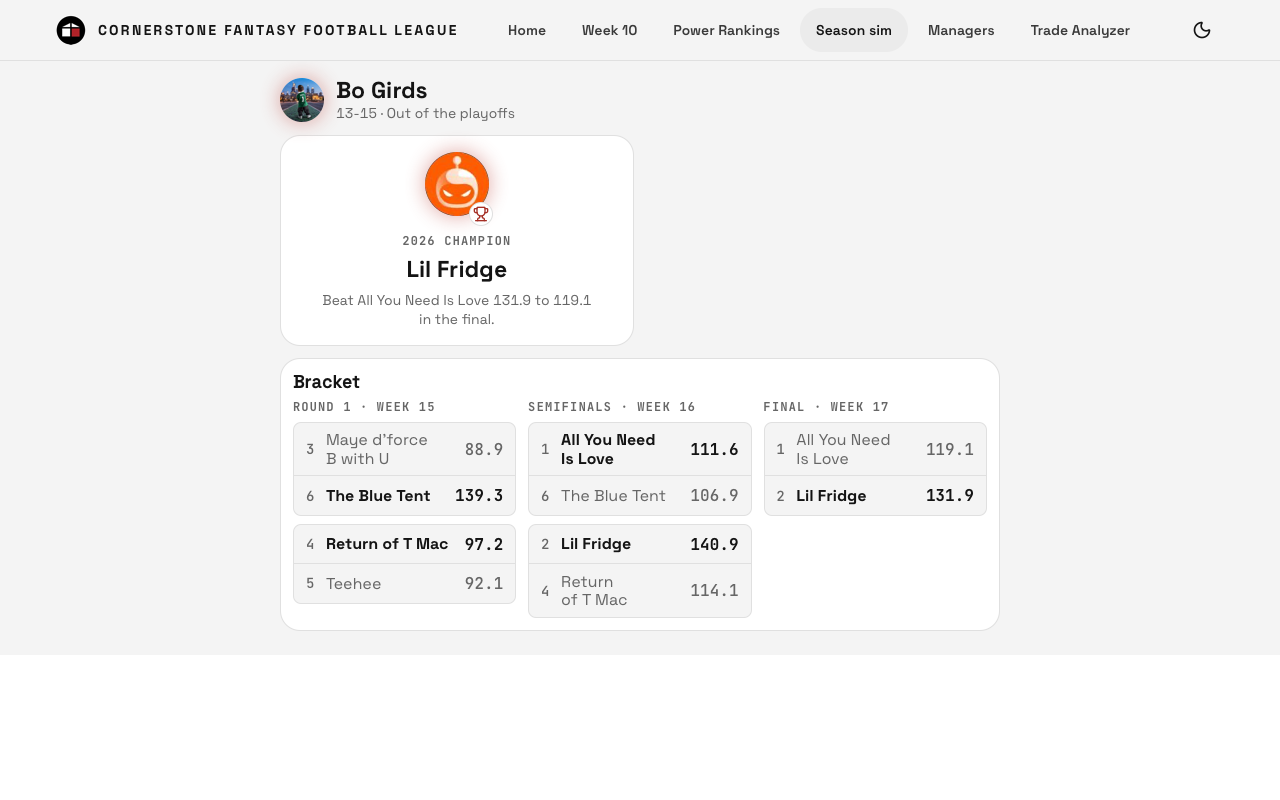 CORNERSTONE FANTASY FOOTBALL LEAGUE
Home
Week 10
Power Rankings
Season sim
Managers
Trade Analyzer
Bo Girds
13-15 · Out of the playoffs
2026 CHAMPION
Lil Fridge
Beat All You Need Is Love 131.9 to 119.1
in the final.
Bracket
ROUND 1 · WEEK 15
3 Maye d'force B with U 88.9
6 The Blue Tent 139.3
4 Return of T Mac 97.2
5 Teehee 92.1
SEMIFINALS · WEEK 16
1 All You Need Is Love 111.6
6 The Blue Tent 106.9
2 Lil Fridge 140.9
4 Return of T Mac 114.1
FINAL · WEEK 17
1 All You Need Is Love 119.1
2 Lil Fridge 131.9